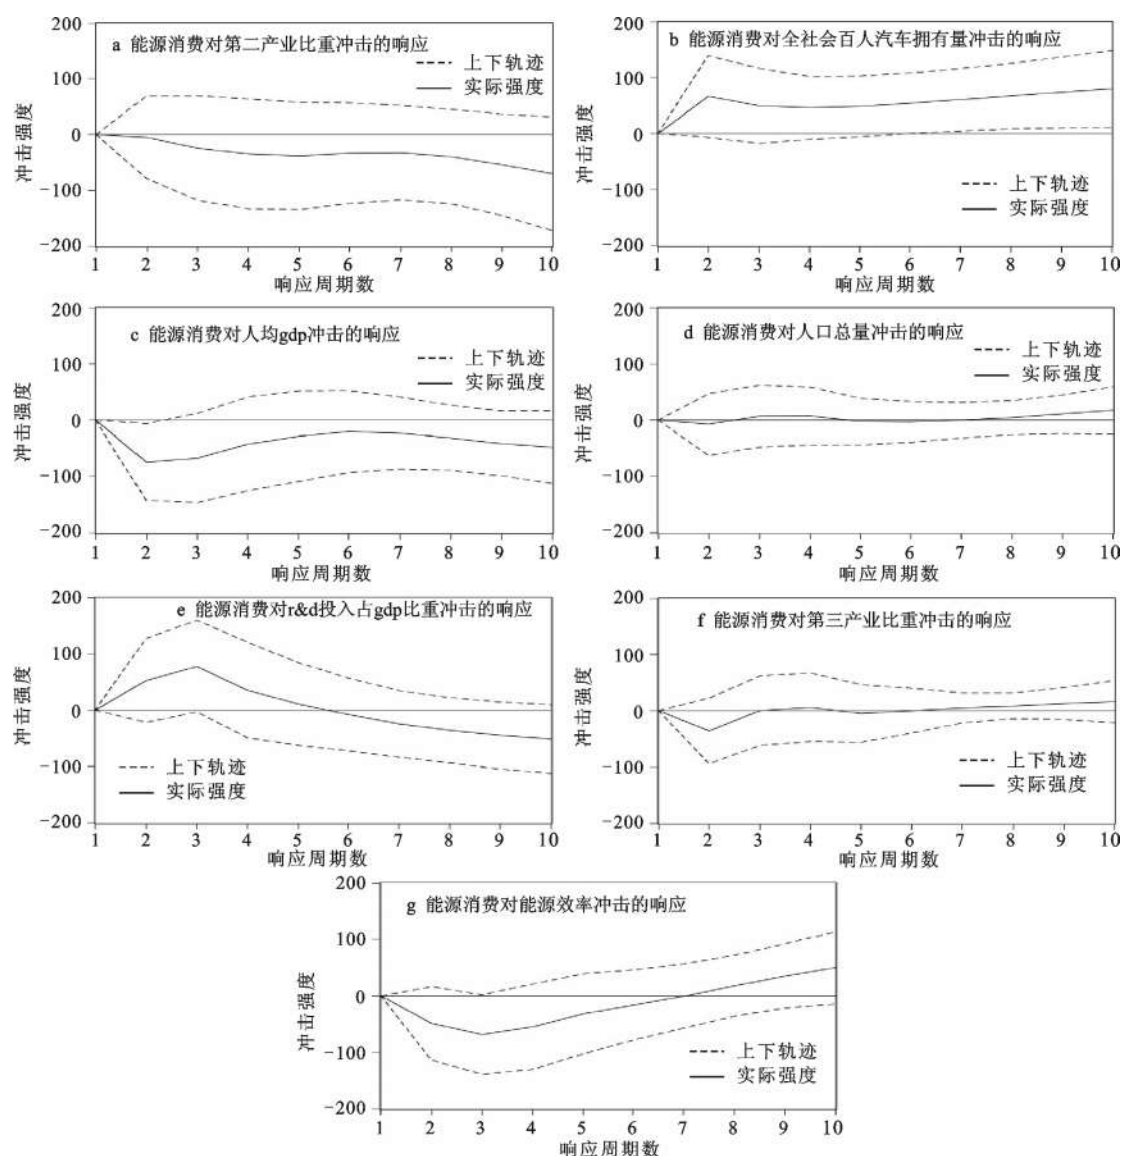 a 能源消费对第二产业比重冲击的响应
上下轨迹
实际强度
冲击强度
200
100
0
−100
−200
1 2 3 4 5 6 7 8 9 10
响应周期数
b 能源消费对全社会百人汽车拥有量冲击的响应
上下轨迹
实际强度
冲击强度
200
100
0
−100
−200
1 2 3 4 5 6 7 8 9 10
响应周期数
c 能源消费对人均gdp冲击的响应
上下轨迹
实际强度
冲击强度
200
100
0
−100
−200
1 2 3 4 5 6 7 8 9 10
响应周期数
d 能源消费对人口总量冲击的响应
上下轨迹
实际强度
冲击强度
200
100
0
−100
−200
1 2 3 4 5 6 7 8 9 10
响应周期数
e 能源消费对r&d投入占gdp比重冲击的响应
上下轨迹
实际强度
冲击强度
200
100
0
−100
−200
1 2 3 4 5 6 7 8 9 10
响应周期数
f 能源消费对第三产业比重冲击的响应
上下轨迹
实际强度
冲击强度
200
100
0
−100
−200
1 2 3 4 5 6 7 8 9 10
响应周期数
g 能源消费对能源效率冲击的响应
上下轨迹
实际强度
冲击强度
200
100
0
−100
−200
1 2 3 4 5 6 7 8 9 10
响应周期数